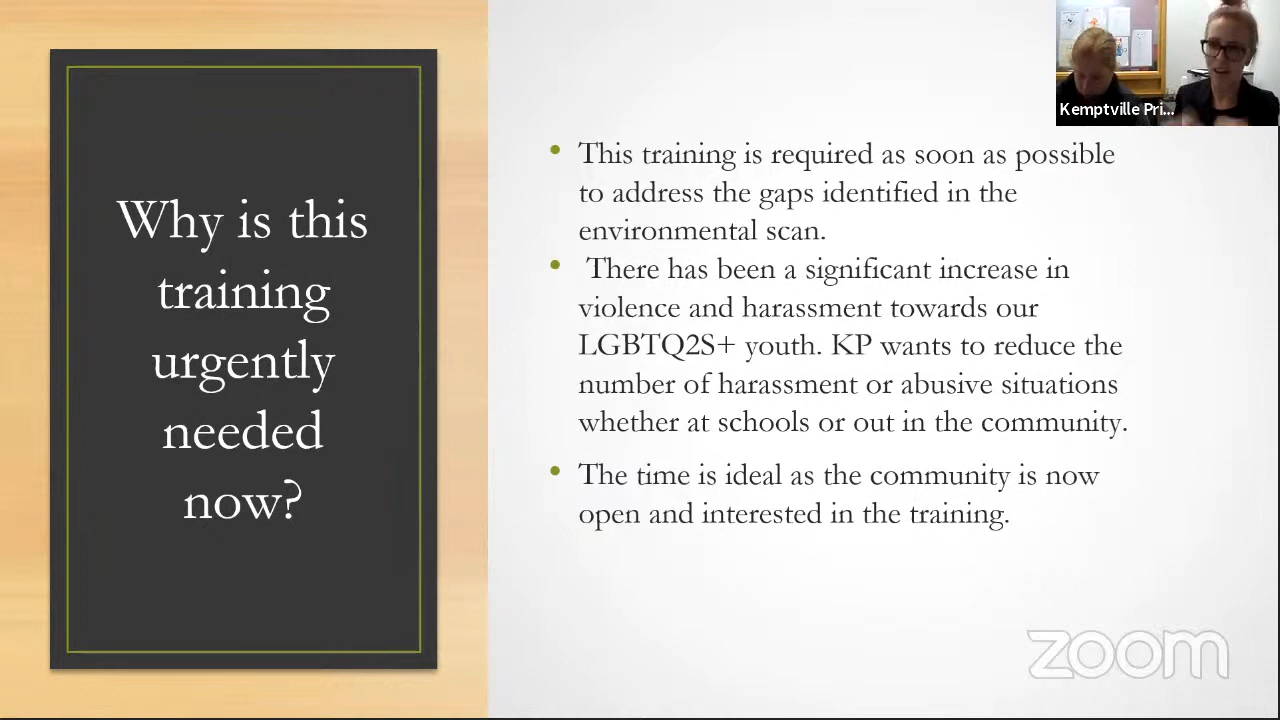 Why is this
training
urgently
needed
now?
This training is required as soon as possible
to address the gaps identified in the
environmental scan.
There has been a significant increase in
violence and harassment towards our
LGBTQ2S+ youth. KP wants to reduce the
number of harassment or abusive situations
whether at schools or out in the community.
The time is ideal as the community is now
open and interested in the training.
Kemptville Pri...
zoom